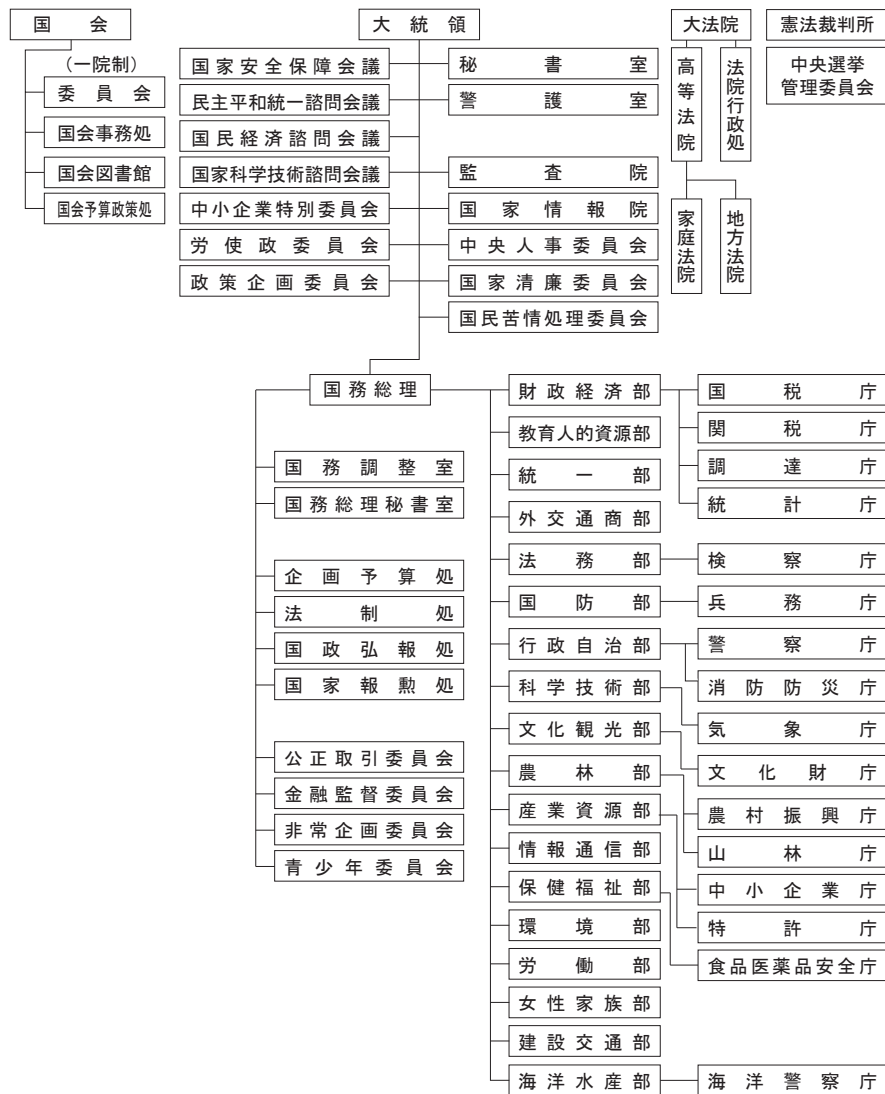 国会
(一院制)
委員会
国会事務処
国会図書館
国会予算政策処
大統領
国家安全保障会議
民主平和統一諮問会議
国民経済諮問会議
国家科学技術諮問会議
中小企業特別委員会
労使政委員会
政策企画委員会
秘書室
警護室
監査院
国家情報院
中央人事委員会
国家清廉委員会
国民苦情処理委員会
大法院
高等法院
法院行政処
家庭法院
地方法院
憲法裁判所
中央選挙
管理委員会
国務総理
国務調整室
国務総理秘書室
企画予算処
法制処
国政弘報処
国家報勲処
公正取引委員会
金融監督委員会
非常企画委員会
青少年委員会
財政経済部
教育人的資源部
統一部
外交通商部
法務部
国防部
行政自治部
科学技術部
文化観光部
農林部
産業資源部
情報通信部
保健福祉部
環境部
労働部
女性家族部
建設交通部
海洋水産部
国税庁
関税庁
調達庁
統計庁
検察庁
兵務庁
警察庁
消防防災庁
気象庁
文化財庁
農村振興庁
山林庁
中小企業庁
特許庁
食品医薬品安全庁
海洋警察庁